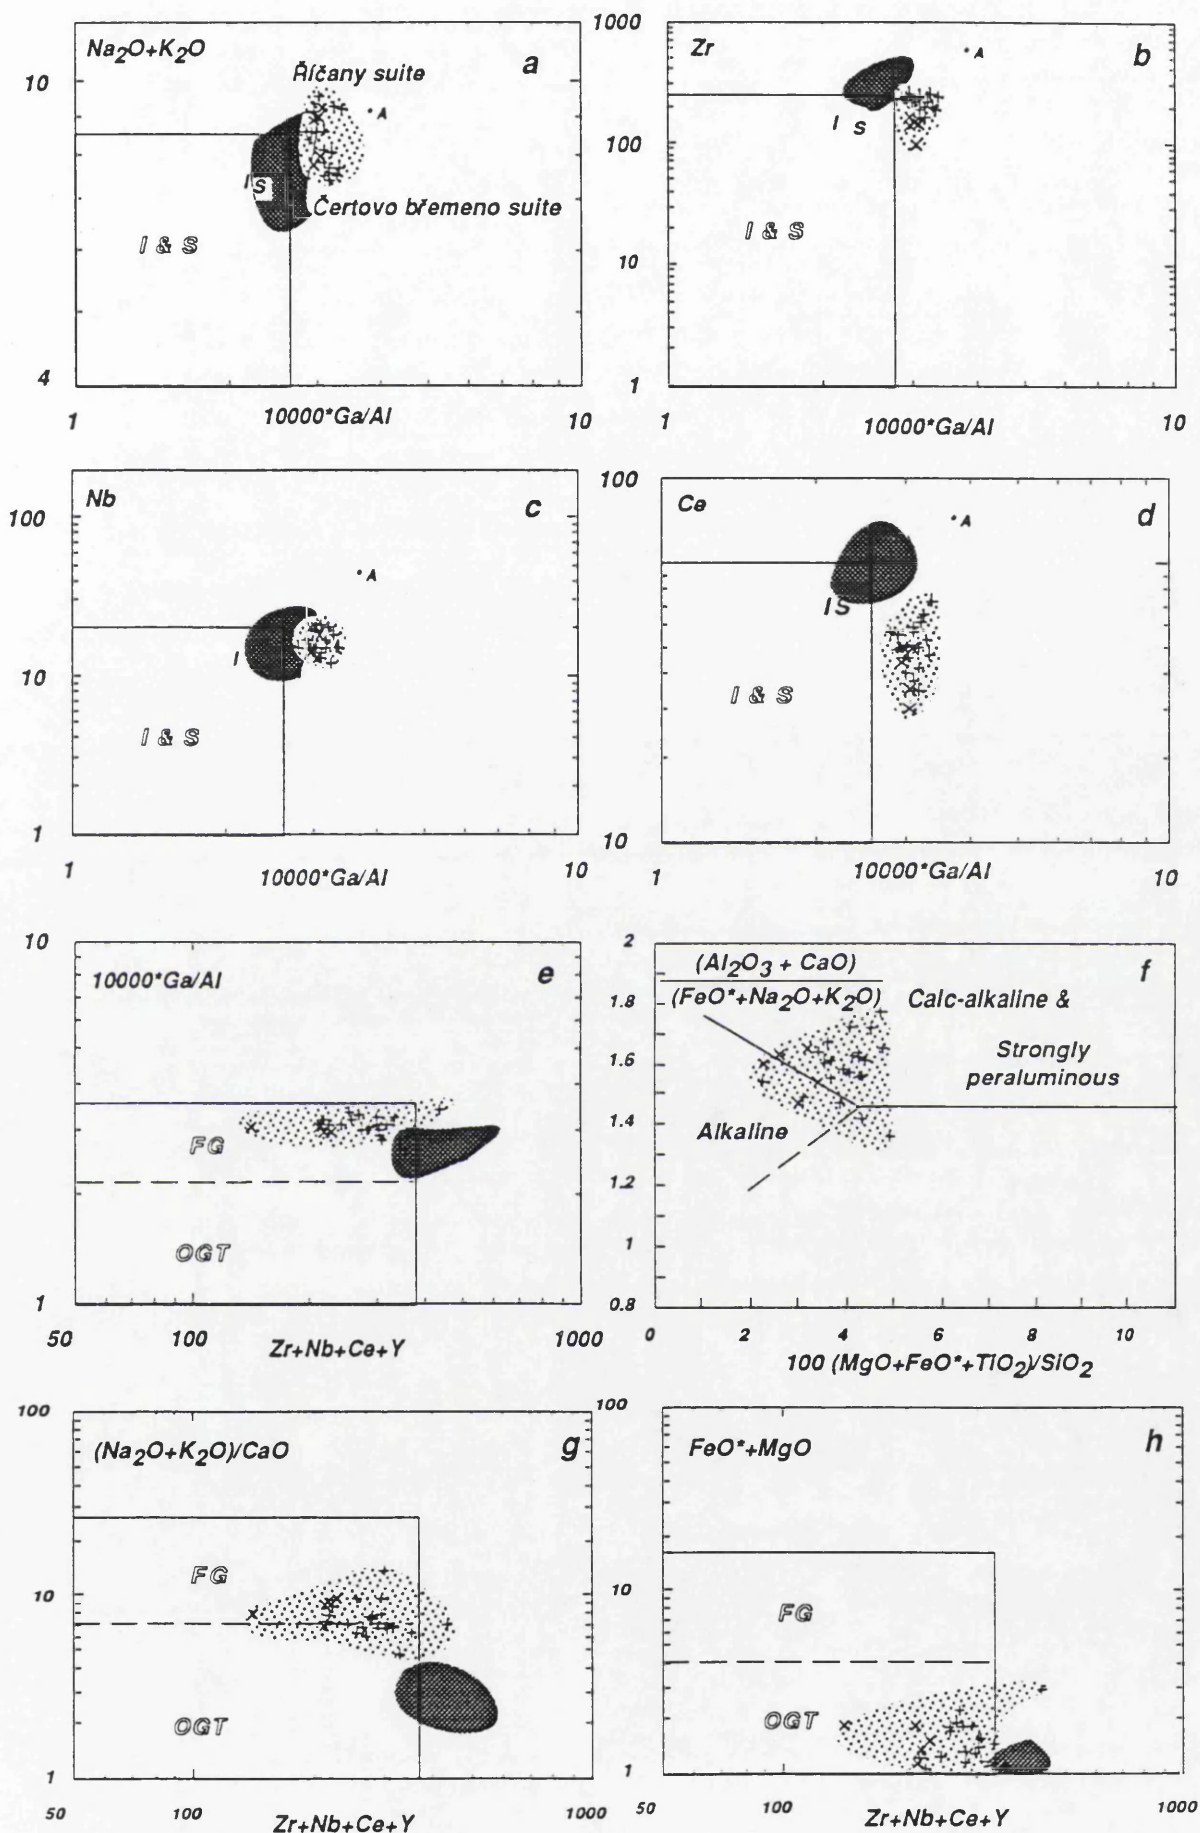 Na2O+K2O
a
Říčany suite
10
A
I S
Čertovo břemeno suite
I & S
4
1
10000*Ga/Al
10
1000
Zr
b
A
I S
100
I & S
10
1
1
10000*Ga/Al
10
Nb
c
100
A
I
10
I & S
1
1
10000*Ga/Al
10
100
Ce
d
A
I S
I & S
10
1
10000*Ga/Al
10
10
10000*Ga/Al
e
FG
OGT
1
50
100
Zr+Nb+Ce+Y
1000
2
(Al2O3 + CaO)
(FeO*+Na2O+K2O)
f
1.8
Calc-alkaline &
Strongly
peraluminous
1.6
1.4
Alkaline
1.2
1
0.8
0
2
4
6
8
10
100 (MgO+FeO*+TiO2)/SiO2
100
(Na2O+K2O)/CaO
g
FG
10
OGT
1
50
100
Zr+Nb+Ce+Y
1000
100
FeO*+MgO
h
10
FG
OGT
1
50
100
Zr+Nb+Ce+Y
1000